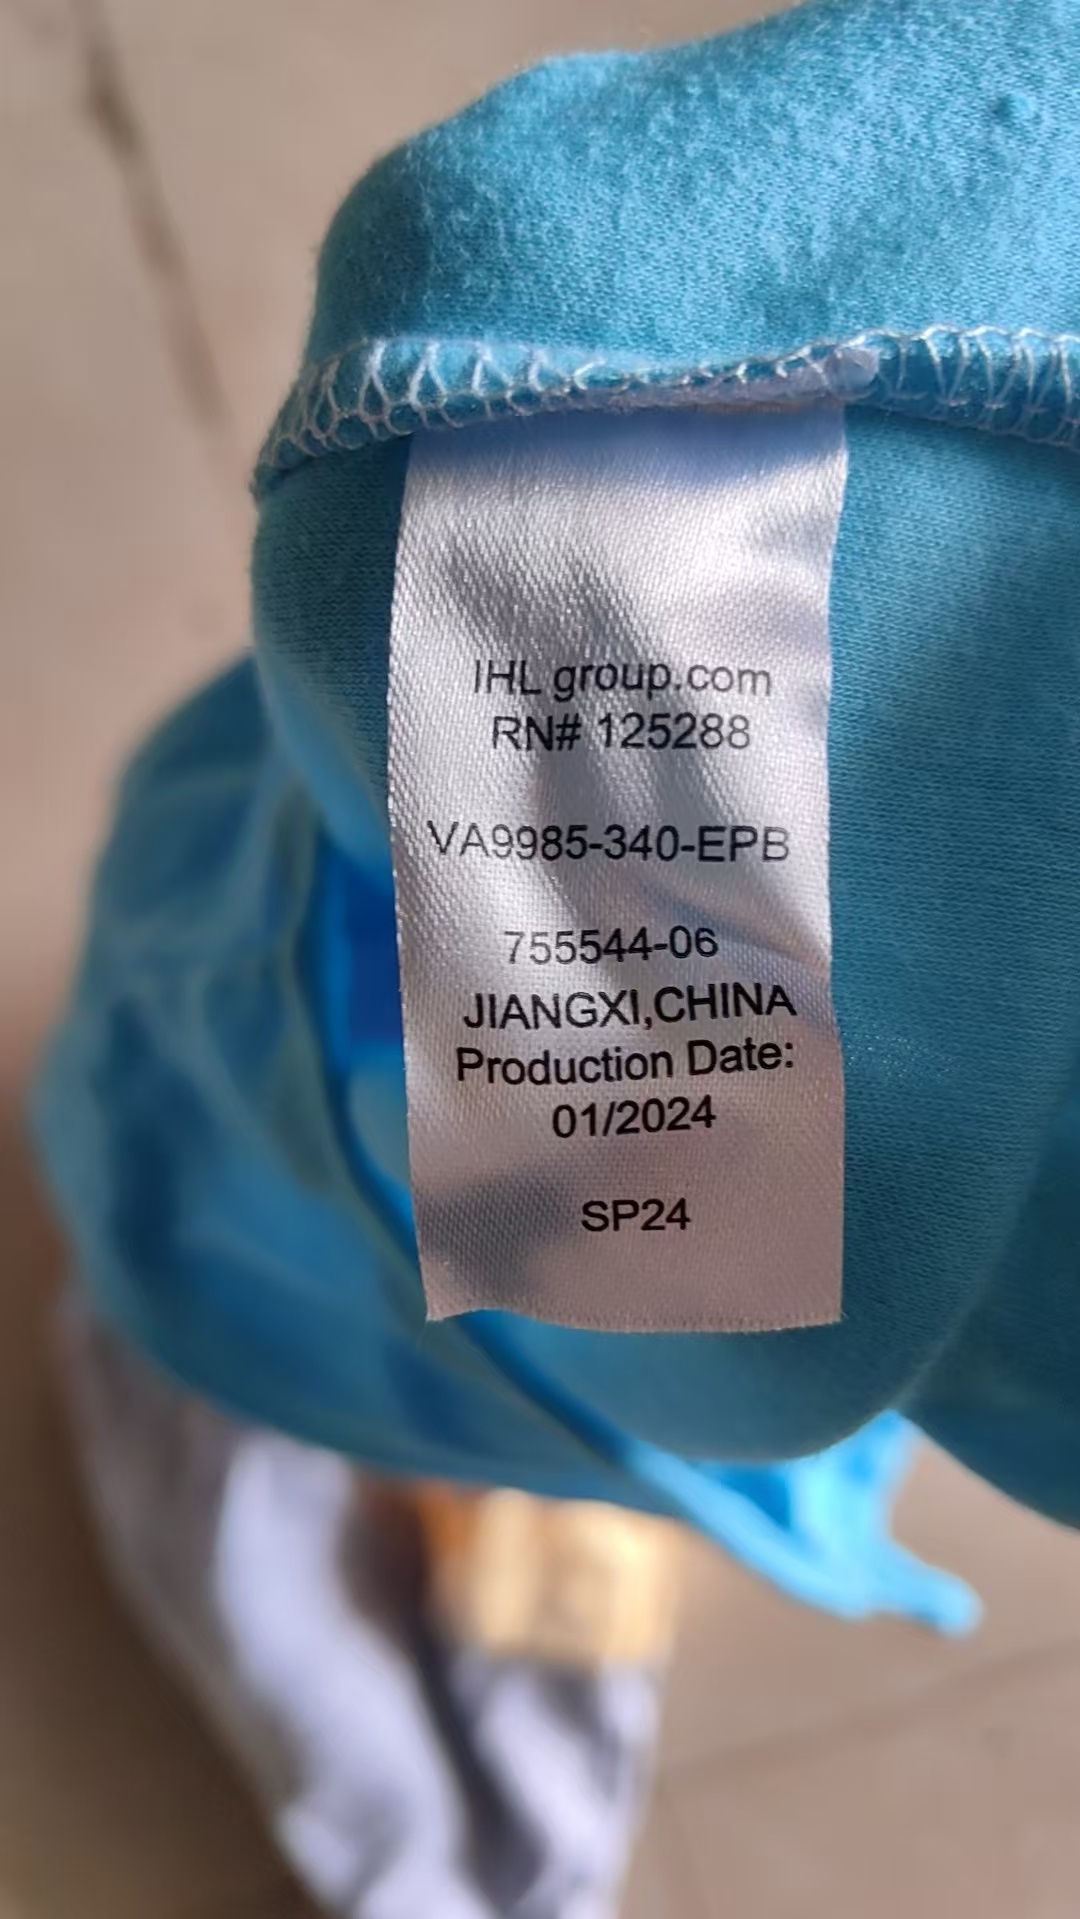 IHL group.com
RN# 125288
VA9985-340-EPB
755544-06
JIANGXI,CHINA
Production Date:
01/2024
SP24